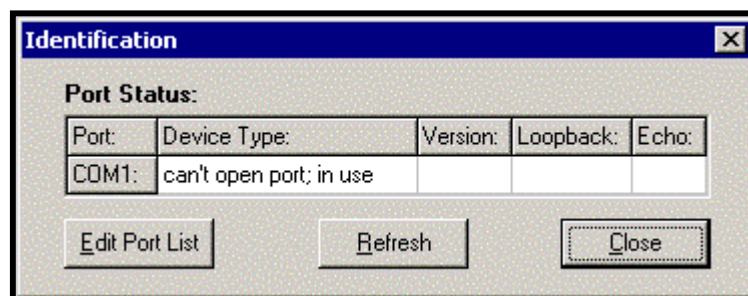 Identification
Port Status:
Port: Device Type: Version: Loopback: Echo:
COM1: can't open port; in use
Edit Port List Refresh Close